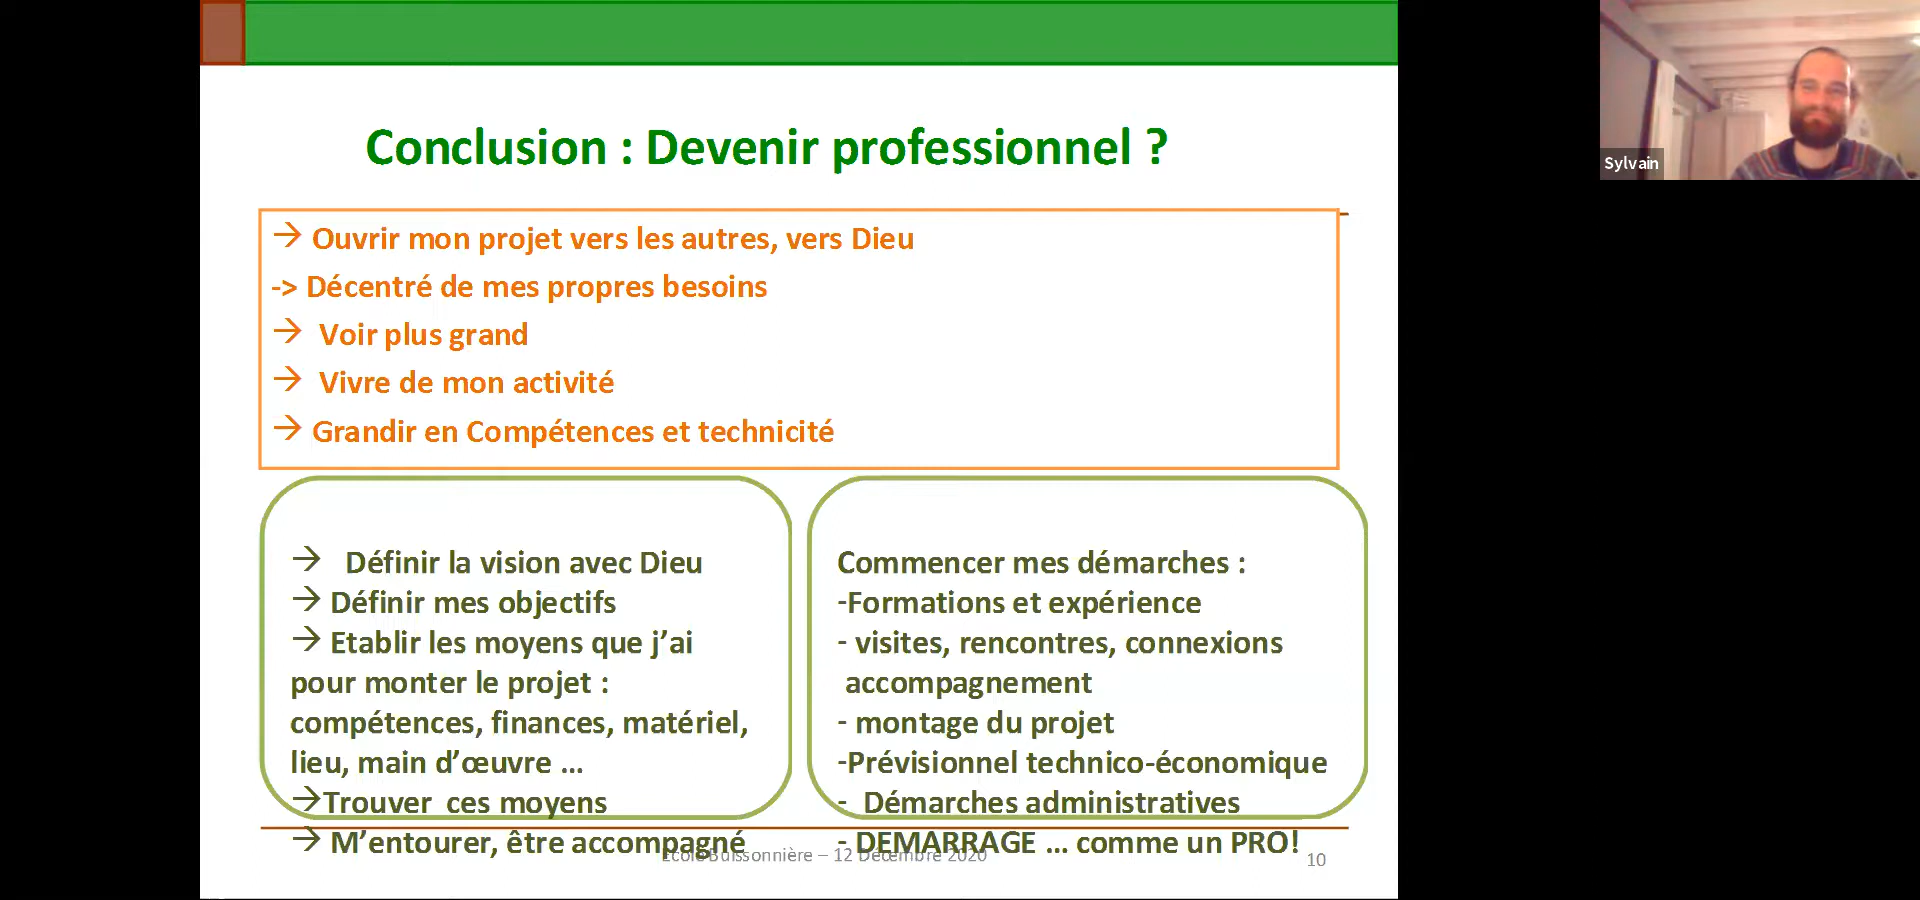 Conclusion : Devenir professionnel ?
Sylvain
→ Ouvrir mon projet vers les autres, vers Dieu
-> Décentré de mes propres besoins
→ Voir plus grand
→ Vivre de mon activité
→ Grandir en Compétences et technicité
→ Définir la vision avec Dieu
→ Définir mes objectifs
→ Etablir les moyens que j’ai
pour monter le projet :
compétences, finances, matériel,
lieu, main d’œuvre ...
→Trouver ces moyens
→ M’entourer, être accompagné
Commencer mes démarches :
-Formations et expérience
- visites, rencontres, connexions
accompagnement
- montage du projet
-Prévisionnel technico-économique
- Démarches administratives
- DEMARRAGE ... comme un PRO!
Ecole Buissonnière – 12 Décembre 2020
10